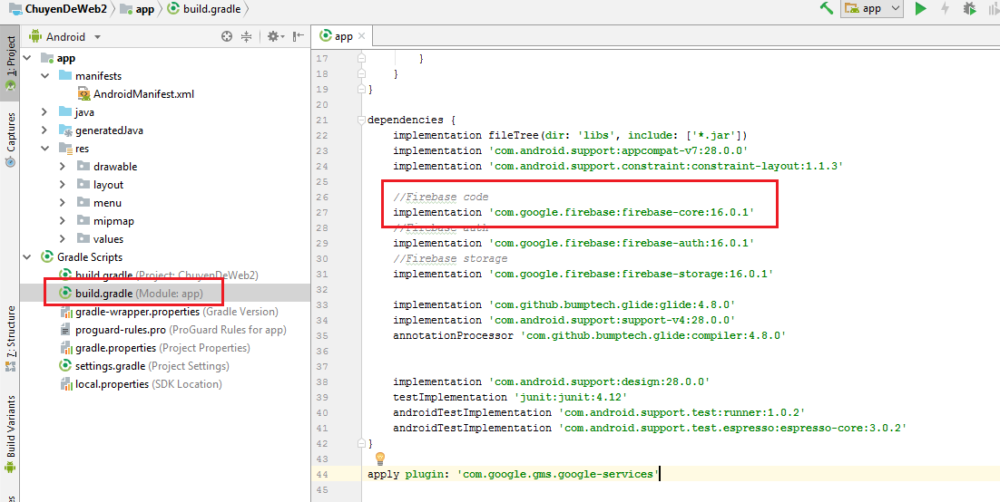 ChuyenDeWeb2 app build.gradle
app
1: Project
Captures
7: Structure
Build Variants
Android
app
manifests
AndroidManifest.xml
java
generatedJava
res
drawable
layout
menu
mipmap
values
Gradle Scripts
build.gradle (Project: ChuyenDeWeb2)
build.gradle (Module: app)
gradle-wrapper.properties (Gradle Version)
proguard-rules.pro (ProGuard Rules for app)
gradle.properties (Project Properties)
settings.gradle (Project Settings)
local.properties (SDK Location)
app
17 }
18 }
19 }
20
21 dependencies {
22 implementation fileTree(dir: 'libs', include: ['*.jar'])
23 implementation 'com.android.support:appcompat-v7:28.0.0'
24 implementation 'com.android.support.constraint:constraint-layout:1.1.3'
25
26 //Firebase code
27 implementation 'com.google.firebase:firebase-core:16.0.1'
28 //Firebase auth
29 implementation 'com.google.firebase:firebase-auth:16.0.1'
30 //Firebase storage
31 implementation 'com.google.firebase:firebase-storage:16.0.1'
32
33 implementation 'com.github.bumptech.glide:glide:4.8.0'
34 implementation 'com.android.support:support-v4:28.0.0'
35 annotationProcessor 'com.github.bumptech.glide:compiler:4.8.0'
36
37
38 implementation 'com.android.support:design:28.0.0'
39 testImplementation 'junit:junit:4.12'
40 androidTestImplementation 'com.android.support.test:runner:1.0.2'
41 androidTestImplementation 'com.android.support.test.espresso:espresso-core:3.0.2'
42 }
43
44 apply plugin: 'com.google.gms.google-services'
45